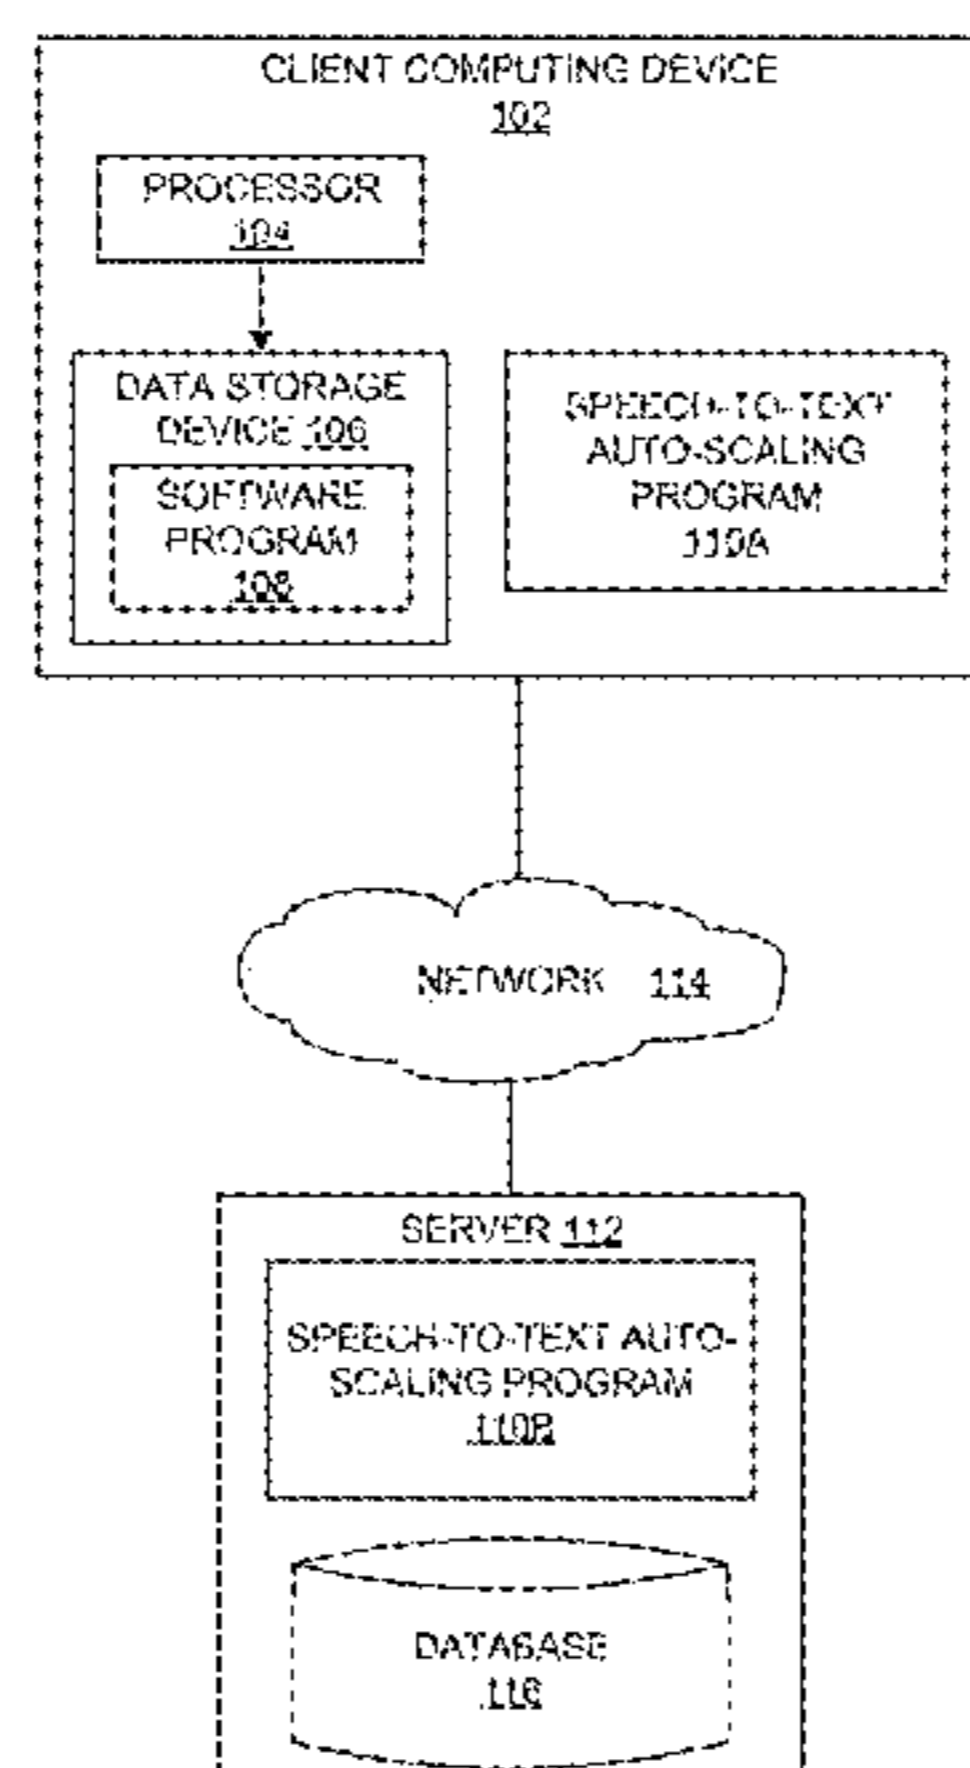 CLIENT COMPUTING DEVICE
102
PROCESSOR
104
DATA STORAGE
DEVICE 106
SOFTWARE
PROGRAM
108
SPEECH-TO-TEXT
AUTO-SCALING
PROGRAM
110A
NETWORK 114
SERVER 112
SPEECH-TO-TEXT AUTO-
SCALING PROGRAM
110B
DATABASE
116